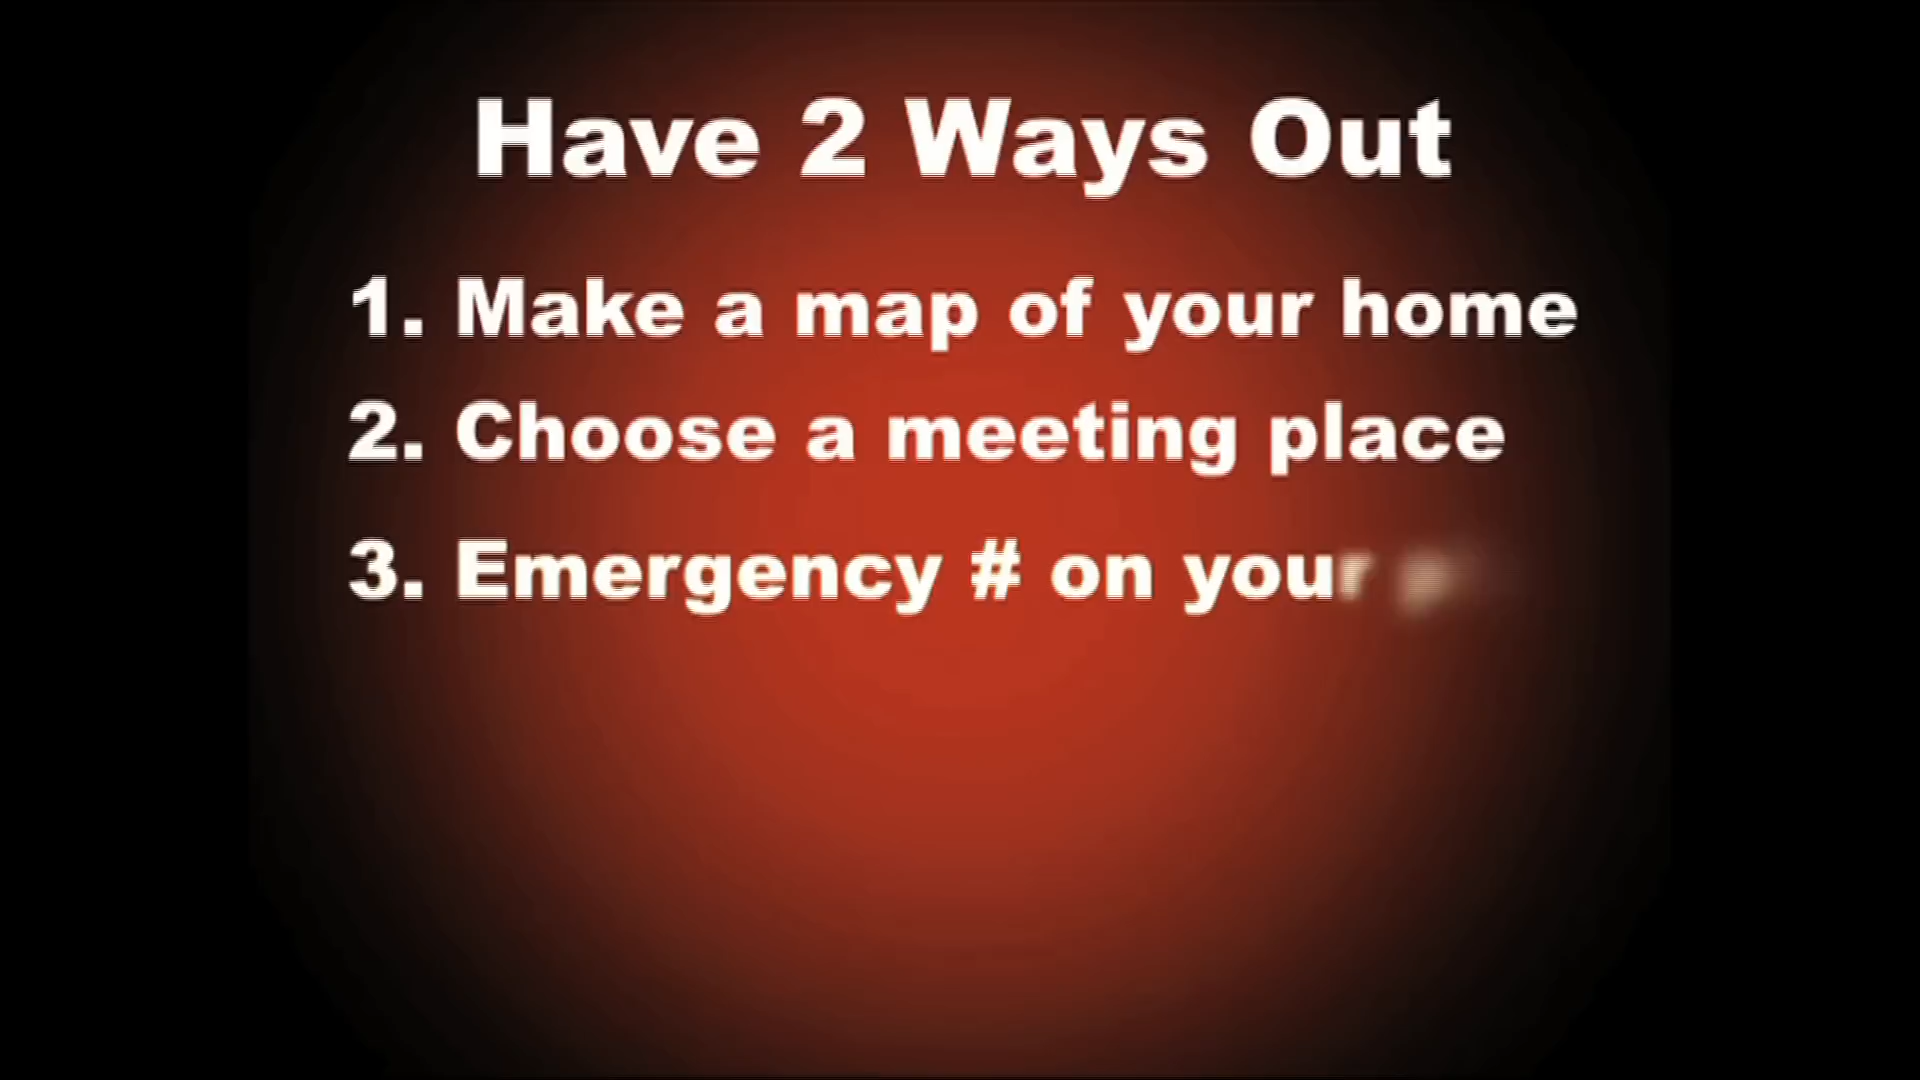 Have 2 Ways Out
1. Make a map of your home
2. Choose a meeting place
3. Emergency # on your